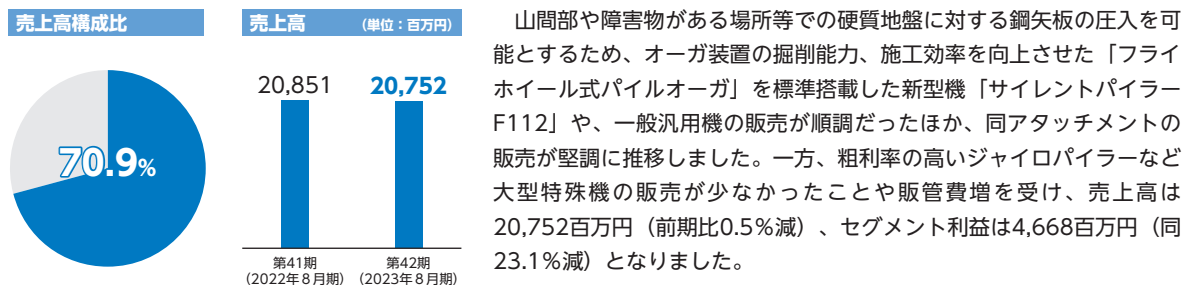 売上高構成比
70.9%
売上高 (単位：百万円)
20,851
20,752
第41期
(2022年8月期)
第42期
(2023年8月期)
山間部や障害物がある場所等での硬質地盤に対する鋼矢板の圧入を可
能とするため、オーガ装置の掘削能力、施工効率を向上させた「フライ
ホイール式パイルオーガ」を標準搭載した新型機「サイレントパイラー
F112」や、一般汎用機の販売が順調だったほか、同アタッチメントの
販売が堅調に推移しました。一方、粗利率の高いジャイロパイラーなど
大型特殊機の販売が少なかったことや販管費増を受け、売上高は
20,752百万円（前期比0.5％減）、セグメント利益は4,668百万円（同
23.1％減）となりました。